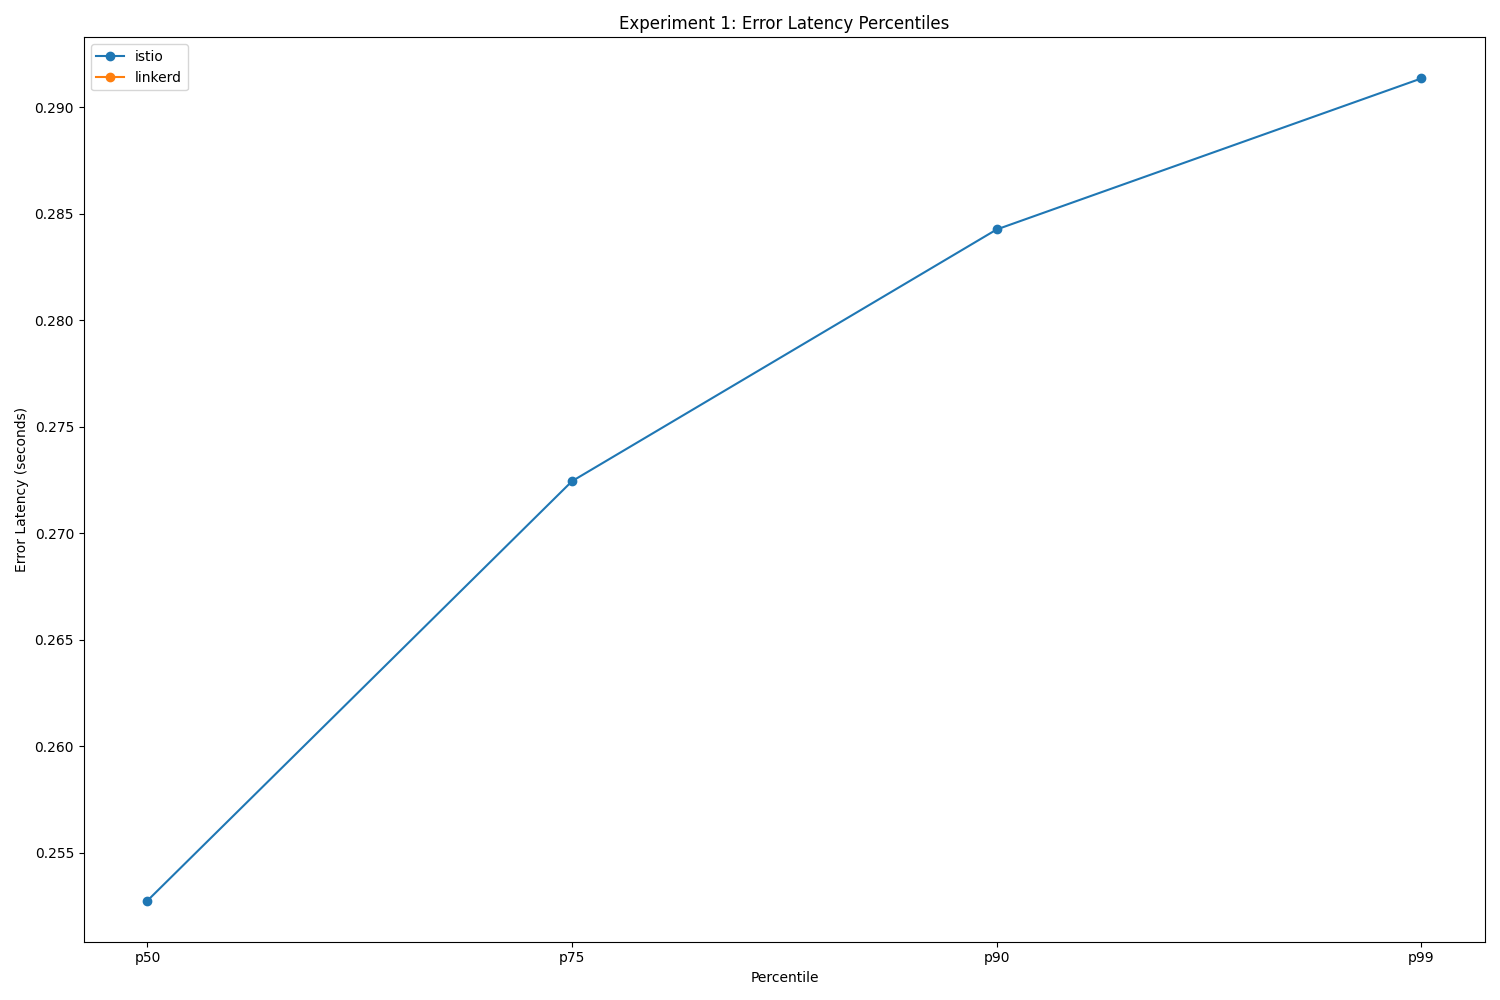 Experiment 1: Error Latency Percentiles
istio
linkerd
0.290
0.285
0.280
0.275
0.270
0.265
0.260
0.255
Error Latency (seconds)
p50
p75
p90
p99
Percentile